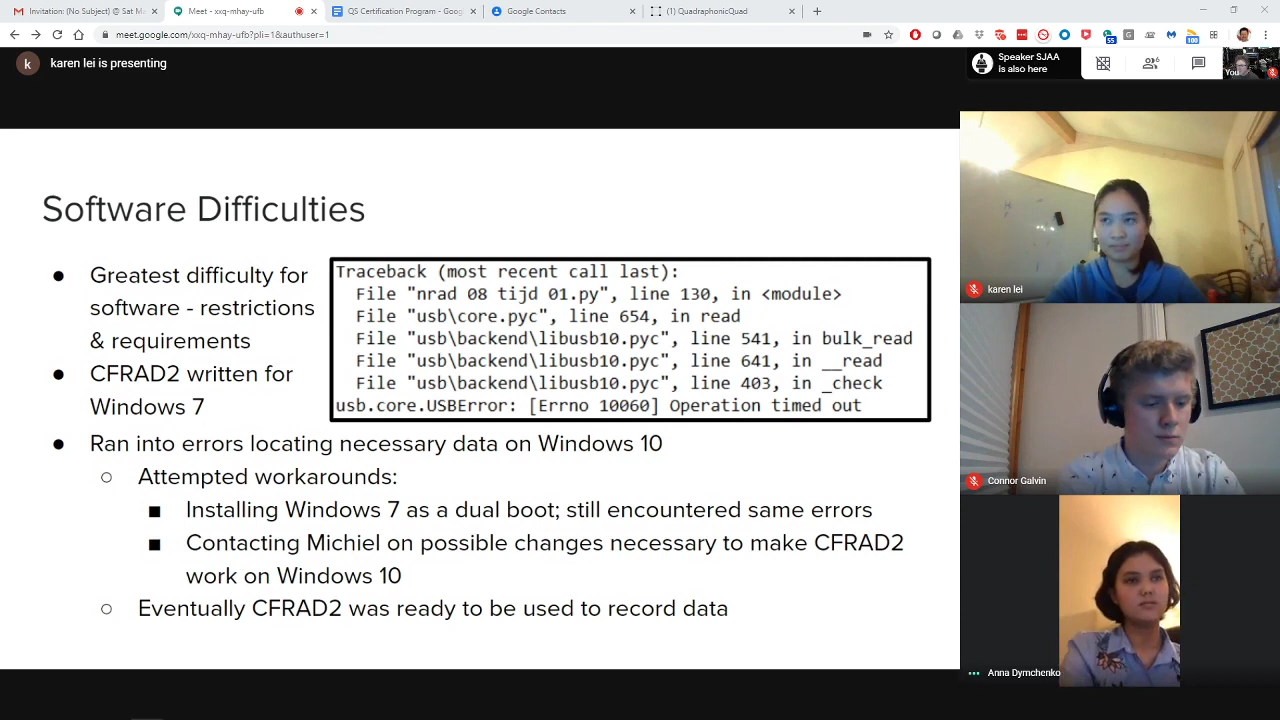 Invitation: (No Subject) @ Sat Ma
Meet - xxq-mhay-ufb
QS Certification Program - Goog
Google Contacts
(1) QuadraphonicQuad
meet.google.com/xxq-mhay-ufb?pli=1&authuser=1
55
100
k
karen lei is presenting
Speaker SJAA
is also here
6
You
Software Difficulties
● Greatest difficulty for
software - restrictions
& requirements
● CFRAD2 written for
Windows 7
Traceback (most recent call last):
File "nrad 08 tijd 01.py", line 130, in <module>
File "usb\core.pyc", line 654, in read
File "usb\backend\libusb10.pyc", line 541, in bulk_read
File "usb\backend\libusb10.pyc", line 641, in __read
File "usb\backend\libusb10.pyc", line 403, in _check
usb.core.USBError: [Errno 10060] Operation timed out
● Ran into errors locating necessary data on Windows 10
○ Attempted workarounds:
■ Installing Windows 7 as a dual boot; still encountered same errors
■ Contacting Michiel on possible changes necessary to make CFRAD2
work on Windows 10
○ Eventually CFRAD2 was ready to be used to record data
karen lei
Connor Galvin
Anna Dymchenko